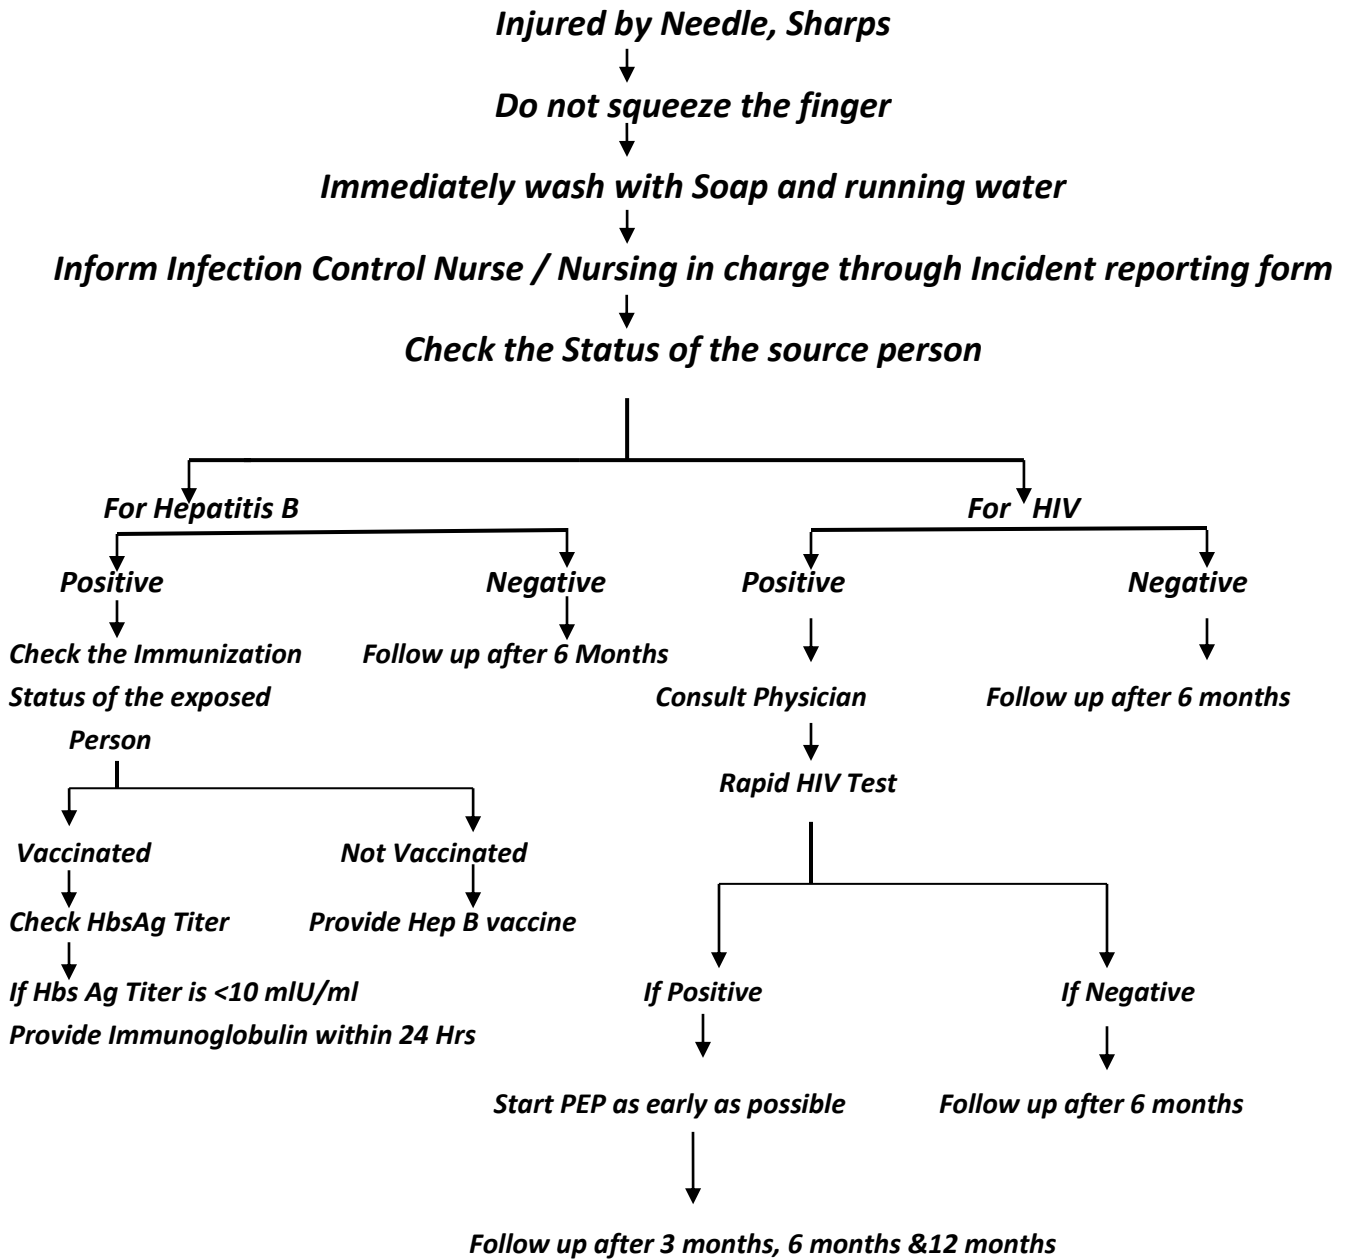 Injured by Needle, Sharps
Do not squeeze the finger
Immediately wash with Soap and running water
Inform Infection Control Nurse / Nursing in charge through Incident reporting form
Check the Status of the source person
For Hepatitis B
For HIV
Positive
Negative
Positive
Negative
Check the Immunization
Status of the exposed
Person
Follow up after 6 Months
Consult Physician
Follow up after 6 months
Rapid HIV Test
Vaccinated
Not Vaccinated
Check HbsAg Titer
Provide Hep B vaccine
If Hbs Ag Titer is <10 mlU/ml
Provide Immunoglobulin within 24 Hrs
If Positive
If Negative
Start PEP as early as possible
Follow up after 6 months
Follow up after 3 months, 6 months &12 months